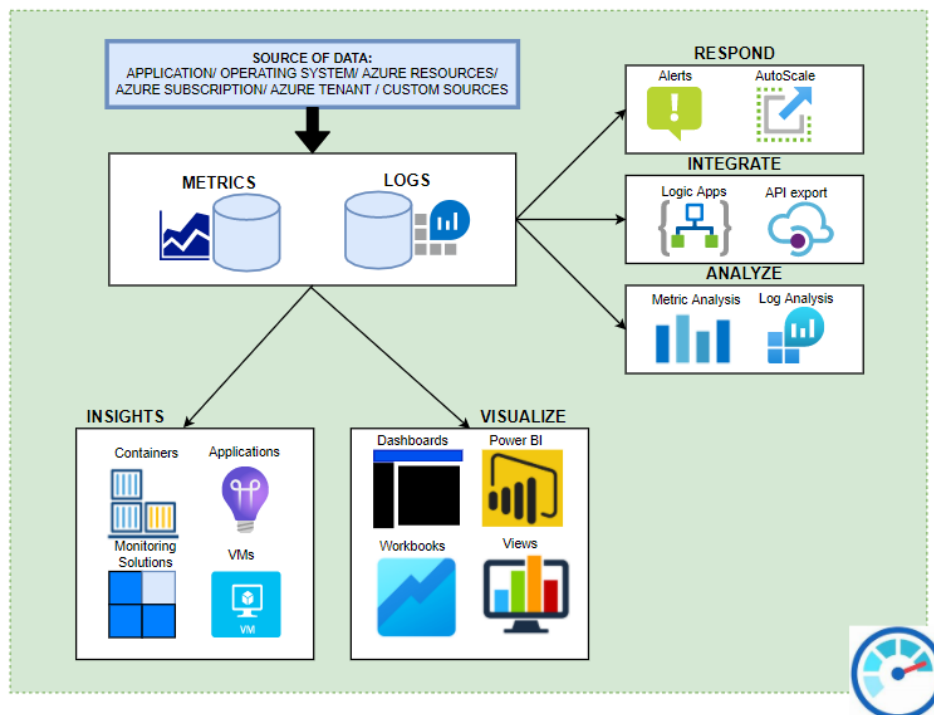 SOURCE OF DATA:
APPLICATION/ OPERATING SYSTEM/ AZURE RESOURCES/
AZURE SUBSCRIPTION/ AZURE TENANT / CUSTOM SOURCES
METRICS
LOGS
RESPOND
Alerts
AutoScale
INTEGRATE
Logic Apps
API export
ANALYZE
Metric Analysis
Log Analysis
INSIGHTS
Containers
Applications
Monitoring
Solutions
VMs
VM
VISUALIZE
Dashboards
Power BI
Workbooks
Views